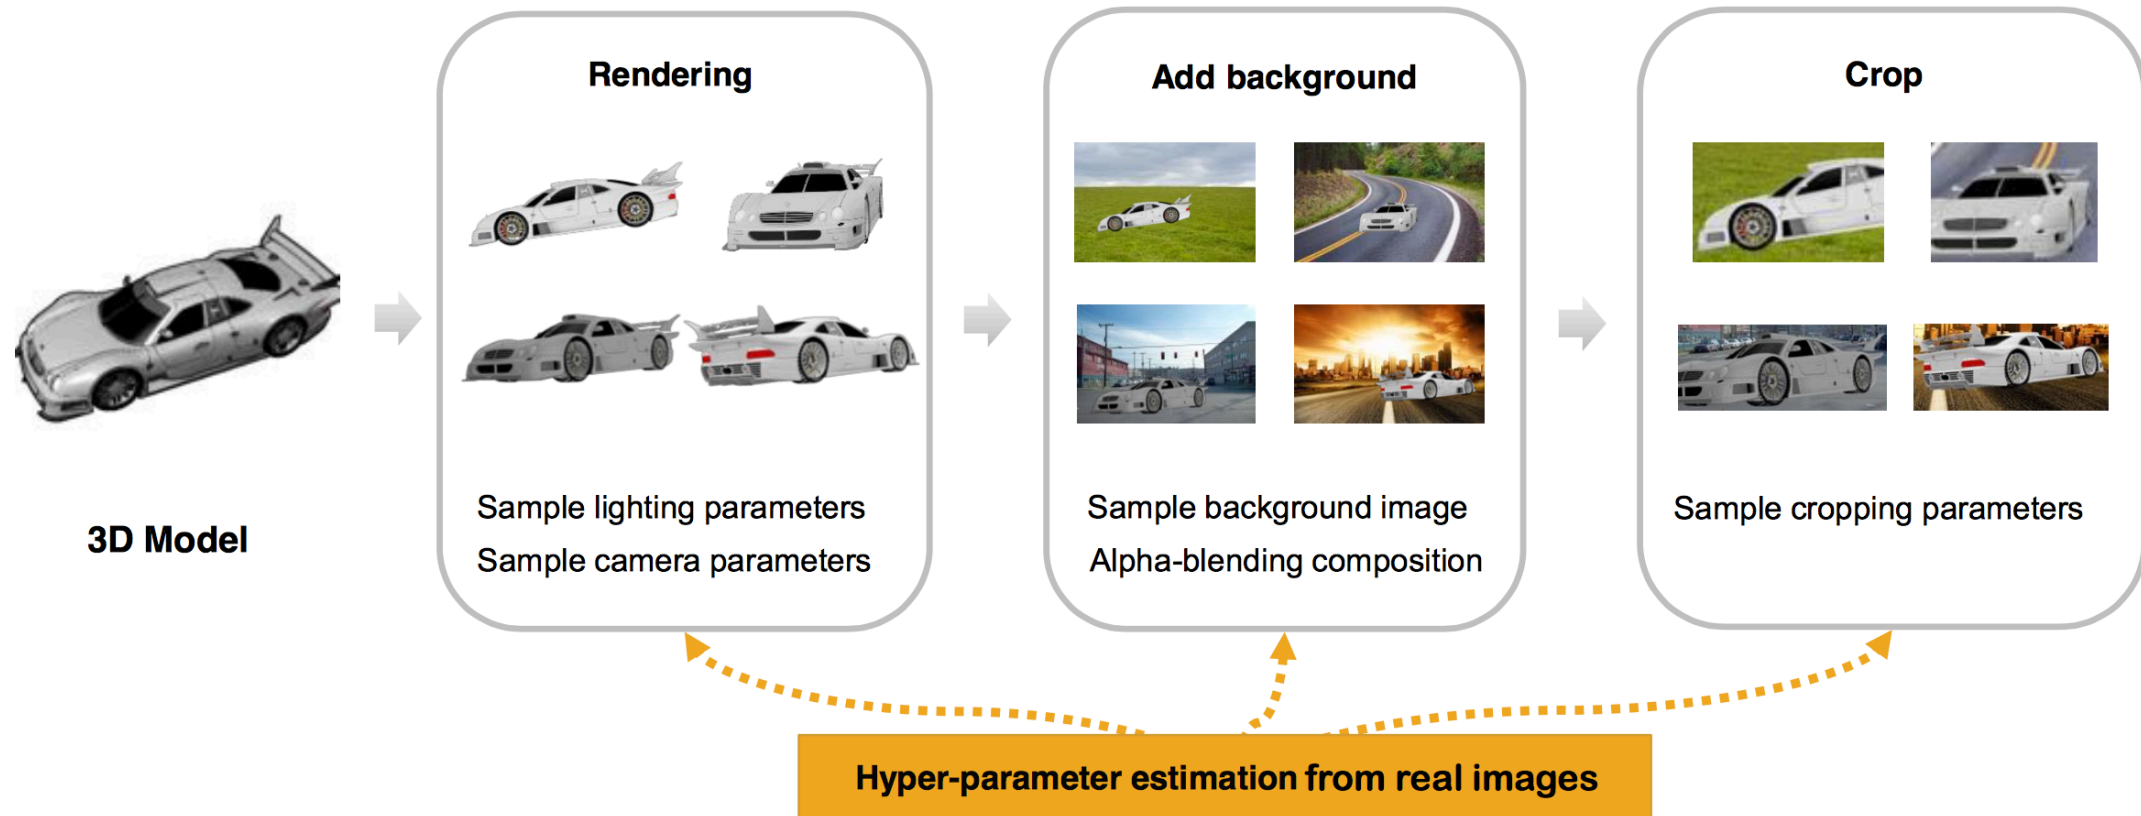 3D Model
Rendering
Sample lighting parameters
Sample camera parameters
Add background
Sample background image
Alpha-blending composition
Crop
Sample cropping parameters
Hyper-parameter estimation from real images